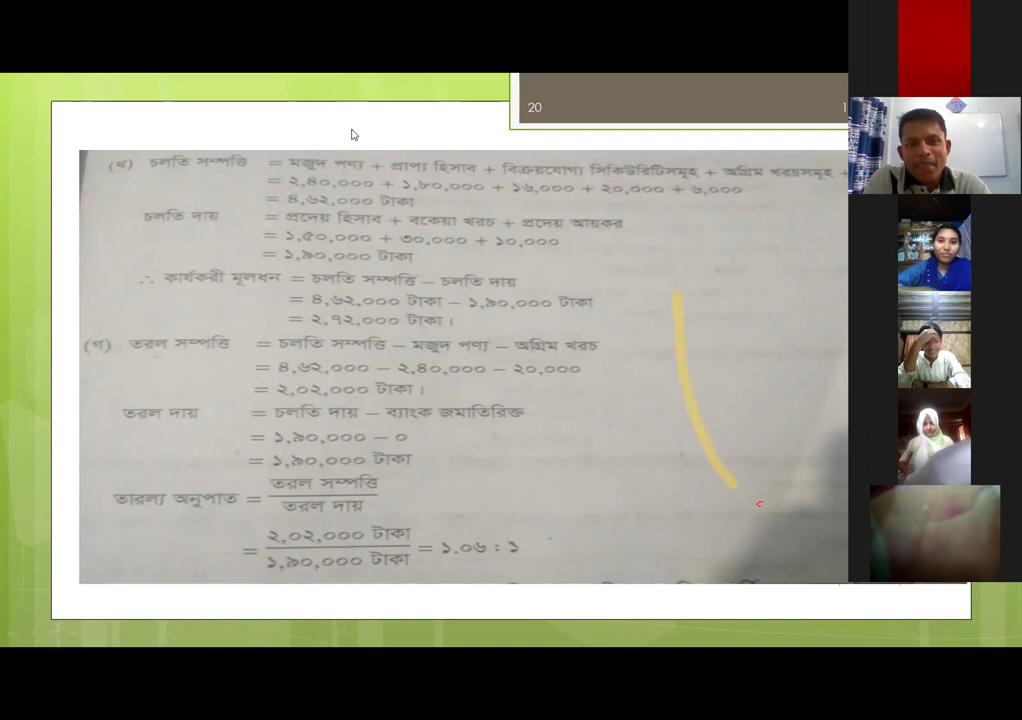 20
1
(খ) চলতি সম্পত্তি = মজুদ পণ্য + প্রাপ্য হিসাব + বিক্রয়যোগ্য সিকিউরিটিসমূহ + অগ্রিম খরচসমূহ +
= ২,৪০,০০০ + ১,৮০,০০০ + ১৬,০০০ + ২০,০০০ + ৬,০০০
= ৪,৬২,০০০ টাকা
চলতি দায় = প্রদেয় হিসাব + বকেয়া খরচ + প্রদেয় আয়কর
= ১,৫০,০০০ + ৩০,০০০ + ১০,০০০
= ১,৯০,০০০ টাকা
∴ কার্যকরী মূলধন = চলতি সম্পত্তি – চলতি দায়
= ৪,৬২,০০০ টাকা – ১,৯০,০০০ টাকা
= ২,৭২,০০০ টাকা।
(গ) তরল সম্পত্তি = চলতি সম্পত্তি – মজুদ পণ্য – অগ্রিম খরচ
= ৪,৬২,০০০ – ২,৪০,০০০ – ২০,০০০
= ২,০২,০০০ টাকা।
তরল দায় = চলতি দায় – ব্যাংক জমাতিরিক্ত
= ১,৯০,০০০ – ০
= ১,৯০,০০০ টাকা
তরল সম্পত্তি
তারল্য অনুপাত =
তরল দায়
২,০২,০০০ টাকা
= = ১.০৬ : ১
১,৯০,০০০ টাকা